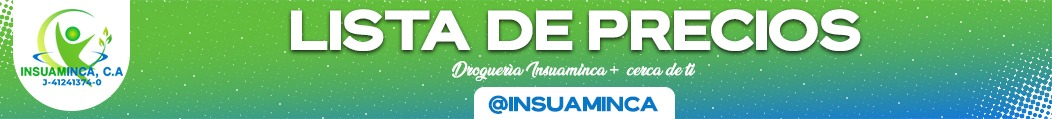 INSUAMINCA, C.A
J-41241374-0
LISTA DE PRECIOS
Droguería Insuaminca + cerca de ti
@INSUAMINCA